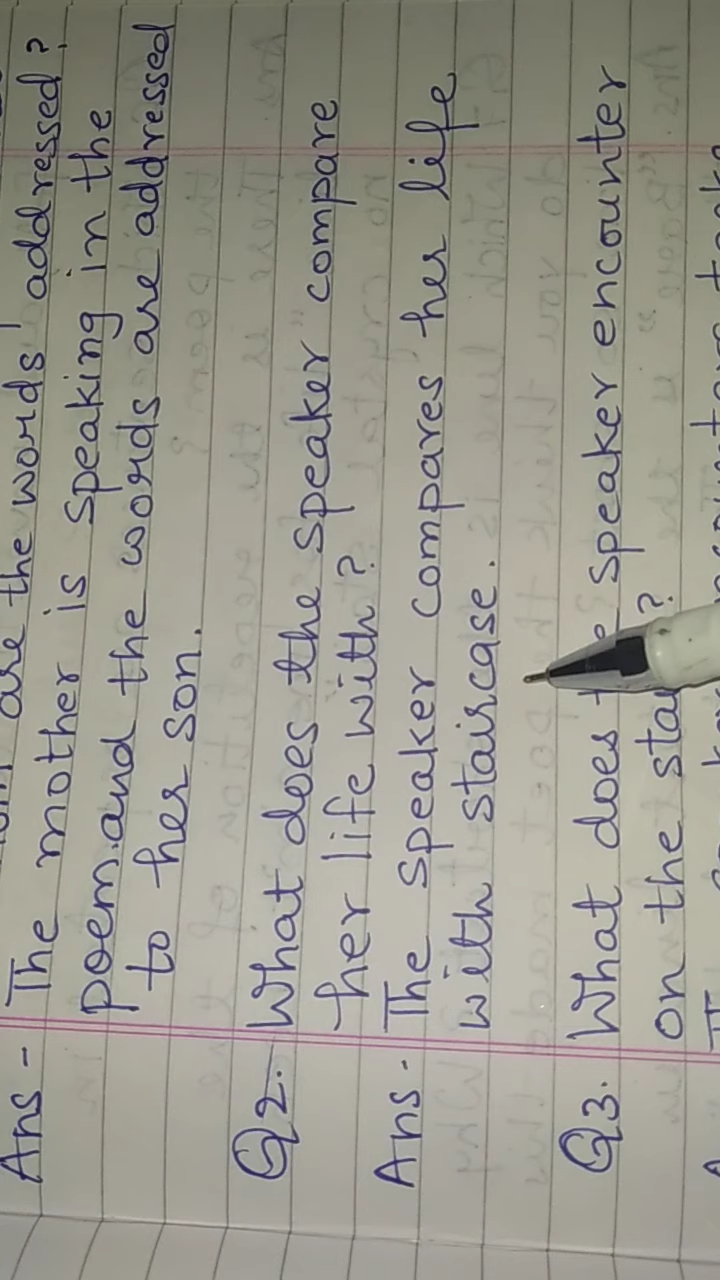 are the words addressed?
Ans - The mother is speaking in the
poem and the words are addressed
to her son.
Q2. What does the speaker compare
her life with?
Ans. The speaker compares her life
with staircase.
Q3. What does speaker encounter
on the ?